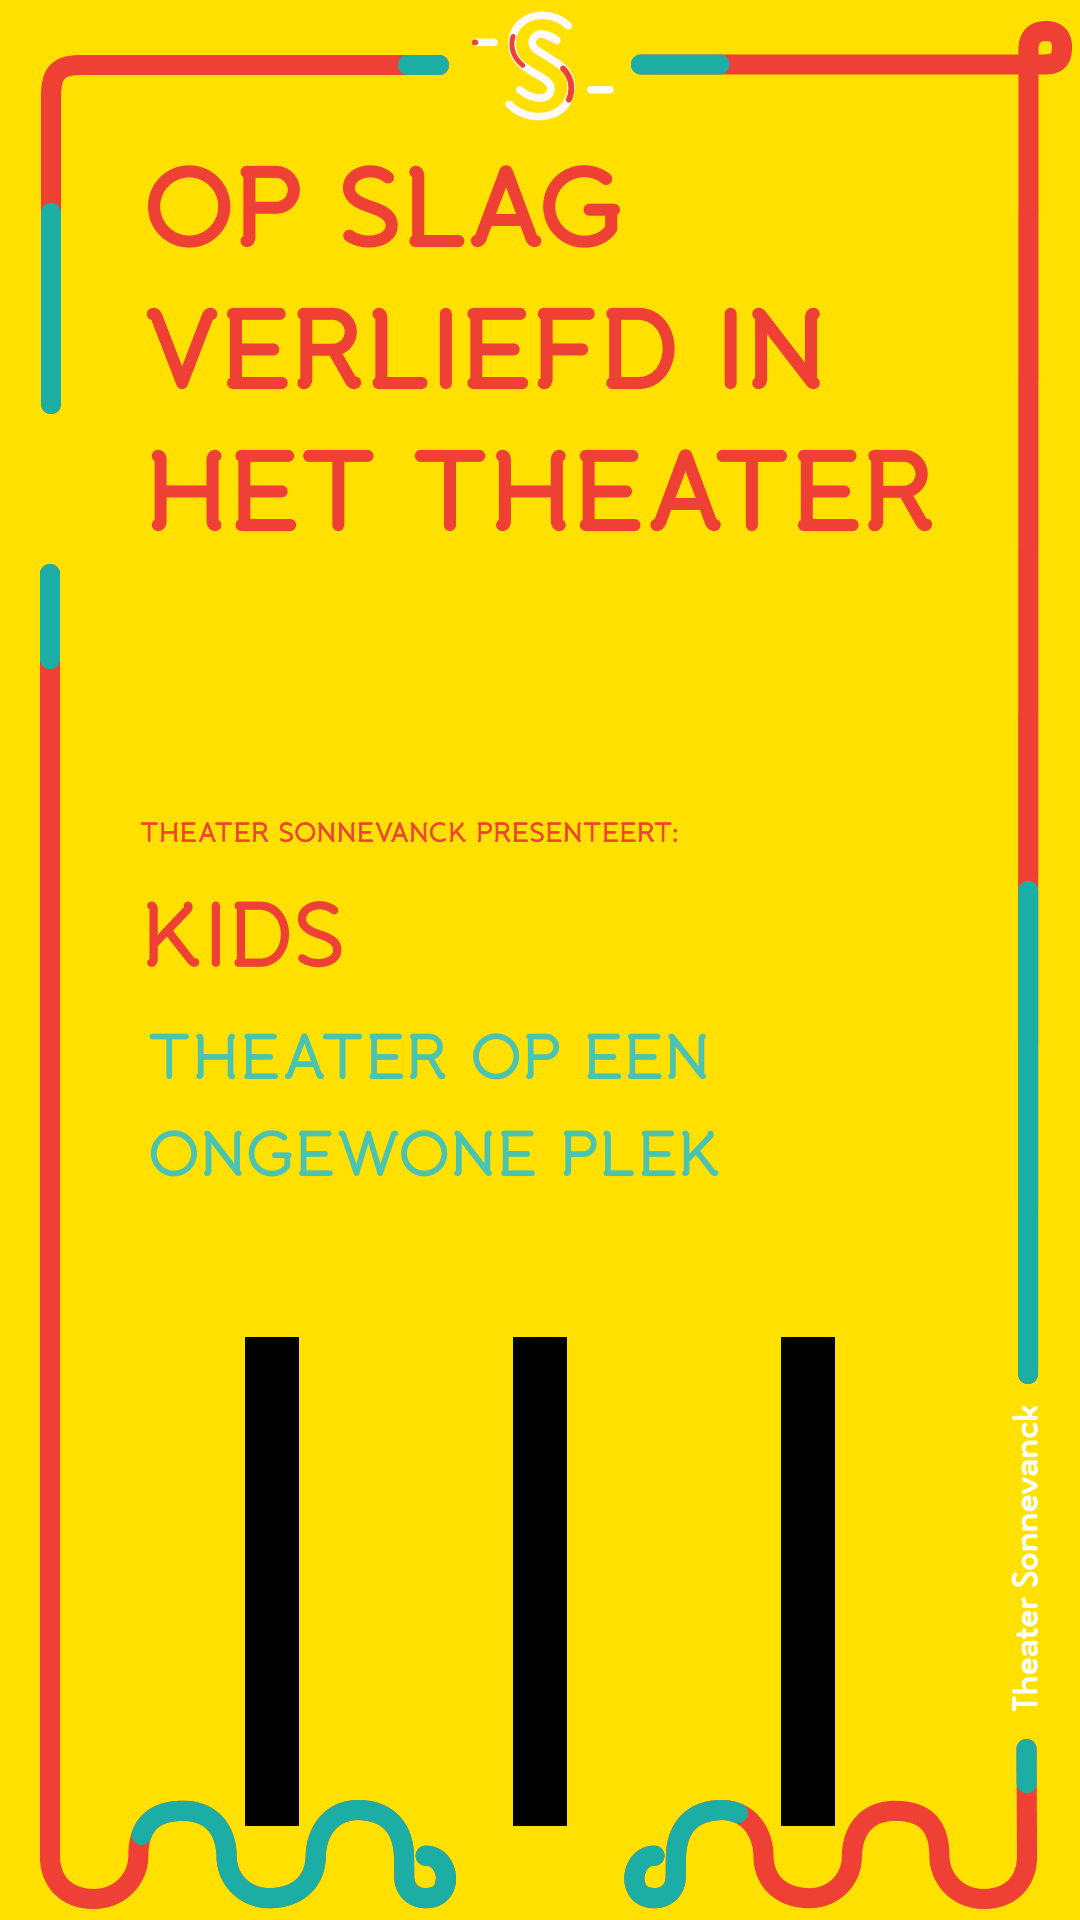 OP SLAG
VERLIEFD IN
HET THEATER
THEATER SONNEVANCK PRESENTEERT:
KIDS
THEATER OP EEN
ONGEWONE PLEK
Theater Sonnevanck